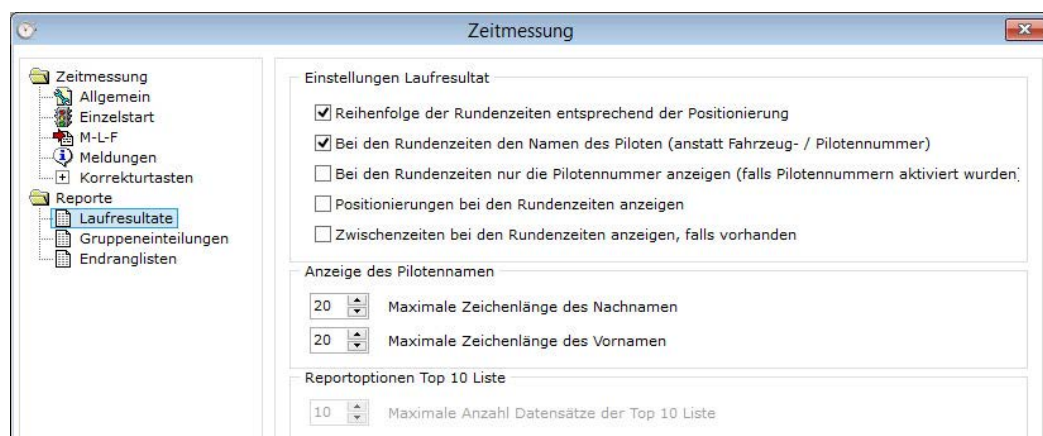 Zeitmessung
Zeitmessung
Allgemein
Einzelstart
M-L-F
Meldungen
Korrekturtasten
Reporte
Laufresultate
Gruppeneinteilungen
Endranglisten
Einstellungen Laufresultat
Reihenfolge der Rundenzeiten entsprechend der Positionierung
Bei den Rundenzeiten den Namen des Piloten (anstatt Fahrzeug- / Pilotennummer)
Bei den Rundenzeiten nur die Pilotennummer anzeigen (falls Pilotennummern aktiviert wurden)
Positionierungen bei den Rundenzeiten anzeigen
Zwischenzeiten bei den Rundenzeiten anzeigen, falls vorhanden
Anzeige des Pilotennamen
20 Maximale Zeichenlänge des Nachnamen
20 Maximale Zeichenlänge des Vornamen
Reportoptionen Top 10 Liste
10 Maximale Anzahl Datensätze der Top 10 Liste